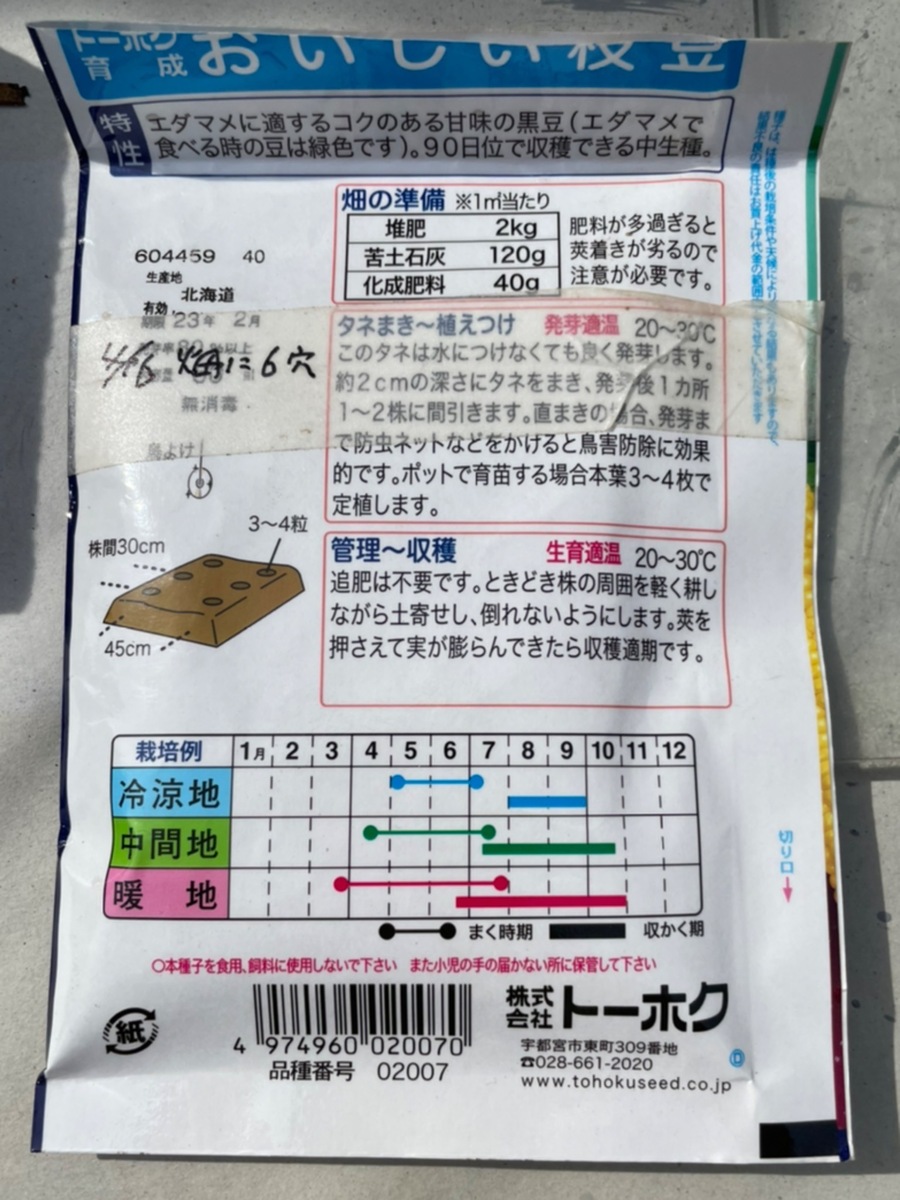 トーホク
育成 おいしい枝豆
特性
エダマメに適するコクのある甘味の黒豆(エダマメで
食べる時の豆は緑色です)。90日位で収穫できる中生種。
畑の準備 ※1㎡当たり
堆肥 2kg
苦土石灰 120g
化成肥料 40g
肥料が多過ぎると
莢着きが劣るので
注意が必要です。
604459 40
生産地
北海道
有効
期限 23年 2月
%以上
4/16 畑に6穴
無消毒
鳥よけ
タネまき〜植えつけ 発芽適温 20〜30℃
このタネは水につけなくても良く発芽します。
約2cmの深さにタネをまき、発芽後1カ所
1〜2株に間引きます。直まきの場合、発芽ま
で防虫ネットなどをかけると鳥害防除に効果
的です。ポットで育苗する場合本葉3〜4枚で
定植します。
3〜4粒
株間30cm
45cm
管理〜収穫 生育適温 20〜30℃
追肥は不要です。ときどき株の周囲を軽く耕し
ながら土寄せし、倒れないようにします。莢を
押さえて実が膨らんできたら収穫適期です。
栽培例 1月 2 3 4 5 6 7 8 9 10 11 12
冷涼地
中間地
暖地
まく時期 収かく期
切り口
○本種子を食用、飼料に使用しないで下さい また小児の手の届かない所に保管して下さい
紙
4 974960 020070
品種番号 02007
株式会社 トーホク
宇都宮市東町309番地
☎028-661-2020
www.tohokuseed.co.jp